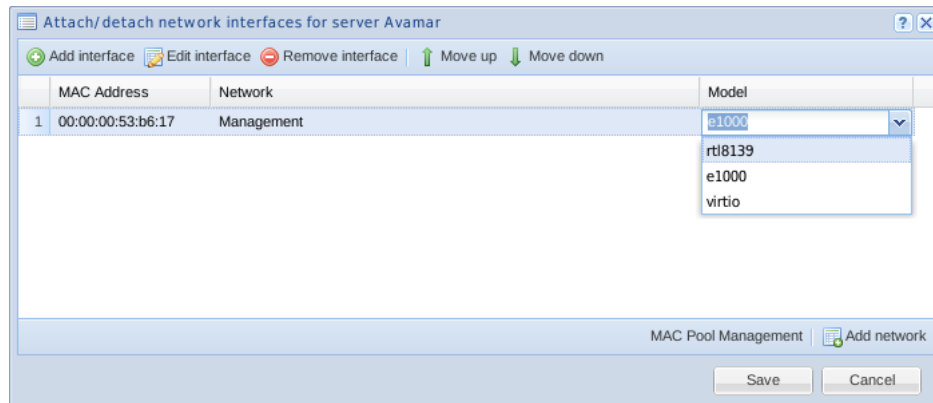 Attach/detach network interfaces for server Avamar
Add interface Edit interface Remove interface Move up Move down
MAC Address Network Model
1 00:00:00:53:b6:17 Management e1000
rtl8139
e1000
virtio
MAC Pool Management Add network
Save Cancel